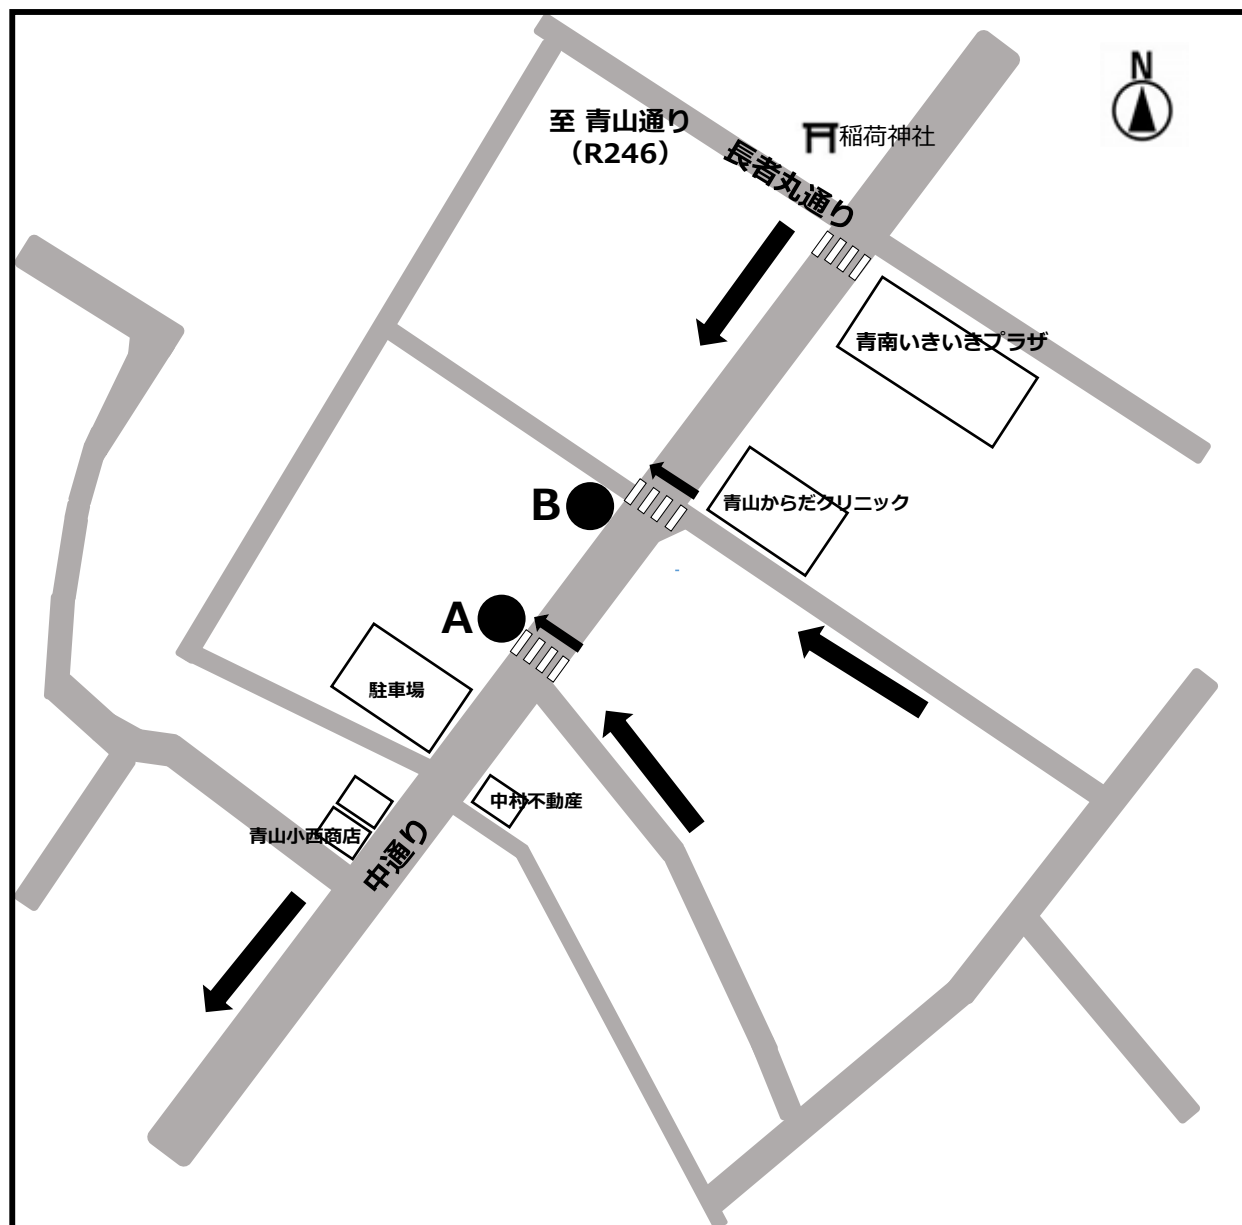 N
至 青山通り
（R246）
稲荷神社
長者丸通り
青南いきいきプラザ
青山からだクリニック
B
A
駐車場
中村不動産
青山小西商店
中通り